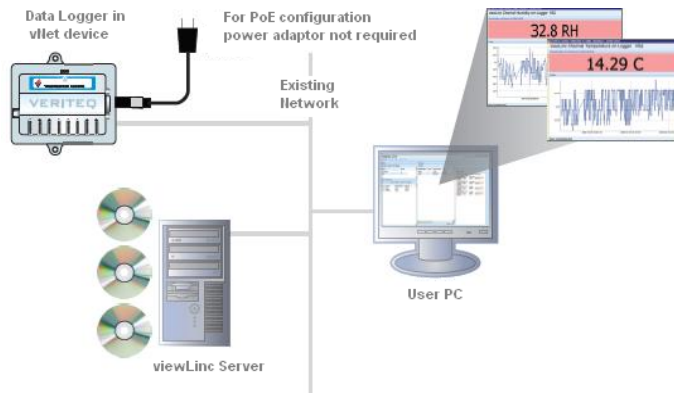 Data Logger in
vNet device
For PoE configuration
power adaptor not required
Existing
Network
VERITEQ
32.8 RH
14.29 C
User PC
viewLinc Server